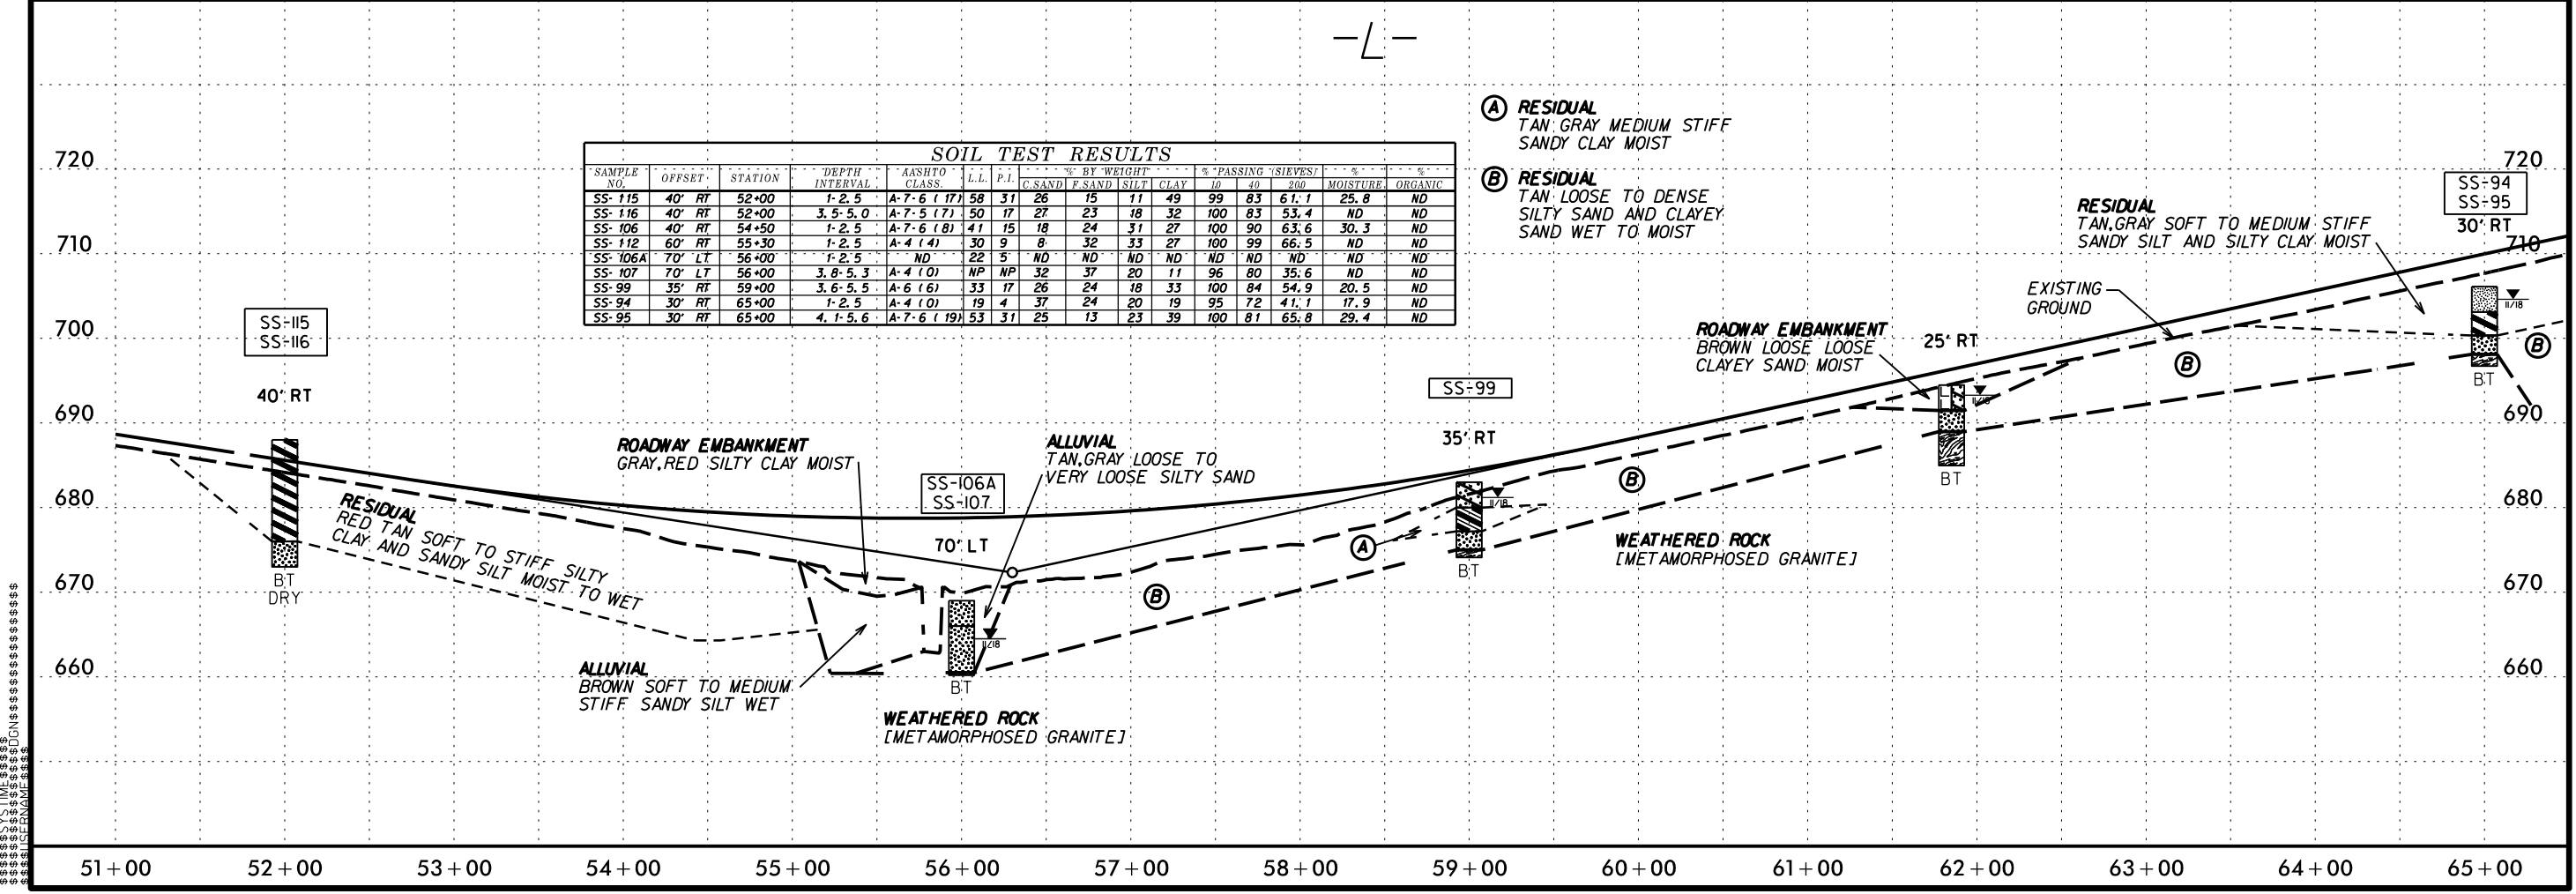 -L-
SOIL TEST RESULTS
SAMPLE NO. OFFSET STATION DEPTH INTERVAL AASHTO CLASS. L.L. P.I. % BY WEIGHT % PASSING (SIEVES) % %
C.SAND F.SAND SILT CLAY 10 40 200 MOISTURE ORGANIC
SS-115 40' RT 52+00 1-2.5 A-7-6 (17) 58 31 26 15 11 49 99 83 61.1 25.8 ND
SS-116 40' RT 52+00 3.5-5.0 A-7-5 (7) 50 17 27 23 18 32 100 83 53.4 ND ND
SS-106 40' RT 54+50 1-2.5 A-7-6 (8) 41 15 18 24 31 27 100 90 63.6 30.3 ND
SS-112 60' RT 55+30 1-2.5 A-4 (4) 30 9 8 32 33 27 100 99 66.5 ND ND
SS-106A 70' LT 56+00 1-2.5 ND 22 5 ND ND ND ND ND ND ND ND ND
SS-107 70' LT 56+00 3.8-5.3 A-4 (0) NP NP 32 37 20 11 96 80 35.6 ND ND
SS-99 35' RT 59+00 3.6-5.5 A-6 (6) 33 17 26 24 18 33 100 84 54.9 20.5 ND
SS-94 30' RT 65+00 1-2.5 A-4 (0) 19 4 37 24 20 19 95 72 41.1 17.9 ND
SS-95 30' RT 65+00 4.1-5.6 A-7-6 (19) 53 31 25 13 23 39 100 81 65.8 29.4 ND
A RESIDUAL
TAN GRAY MEDIUM STIFF
SANDY CLAY MOIST
B RESIDUAL
TAN LOOSE TO DENSE
SILTY SAND AND CLAYEY
SAND WET TO MOIST
720
710
700
690
680
670
660
720
710
690
680
670
660
SS-115
SS-116
40' RT
BT
DRY
RESIDUAL
RED TAN SOFT TO STIFF SILTY
CLAY AND SANDY SILT MOIST TO WET
ROADWAY EMBANKMENT
GRAY,RED SILTY CLAY MOIST
ALLUVIAL
BROWN SOFT TO MEDIUM
STIFF SANDY SILT WET
SS-106A
SS-107
70' LT
11/18
BT
ALLUVIAL
TAN,GRAY LOOSE TO
VERY LOOSE SILTY SAND
WEATHERED ROCK
[METAMORPHOSED GRANITE]
B
A
SS-99
35' RT
11/18
BT
B
WEATHERED ROCK
[METAMORPHOSED GRANITE]
ROADWAY EMBANKMENT
BROWN LOOSE LOOSE
CLAYEY SAND MOIST
25' RT
L
11/18
BT
EXISTING
GROUND
B
RESIDUAL
TAN,GRAY SOFT TO MEDIUM STIFF
SANDY SILT AND SILTY CLAY MOIST
SS-94
SS-95
30' RT
11/18
BT
B
51+00 52+00 53+00 54+00 55+00 56+00 57+00 58+00 59+00 60+00 61+00 62+00 63+00 64+00 65+00